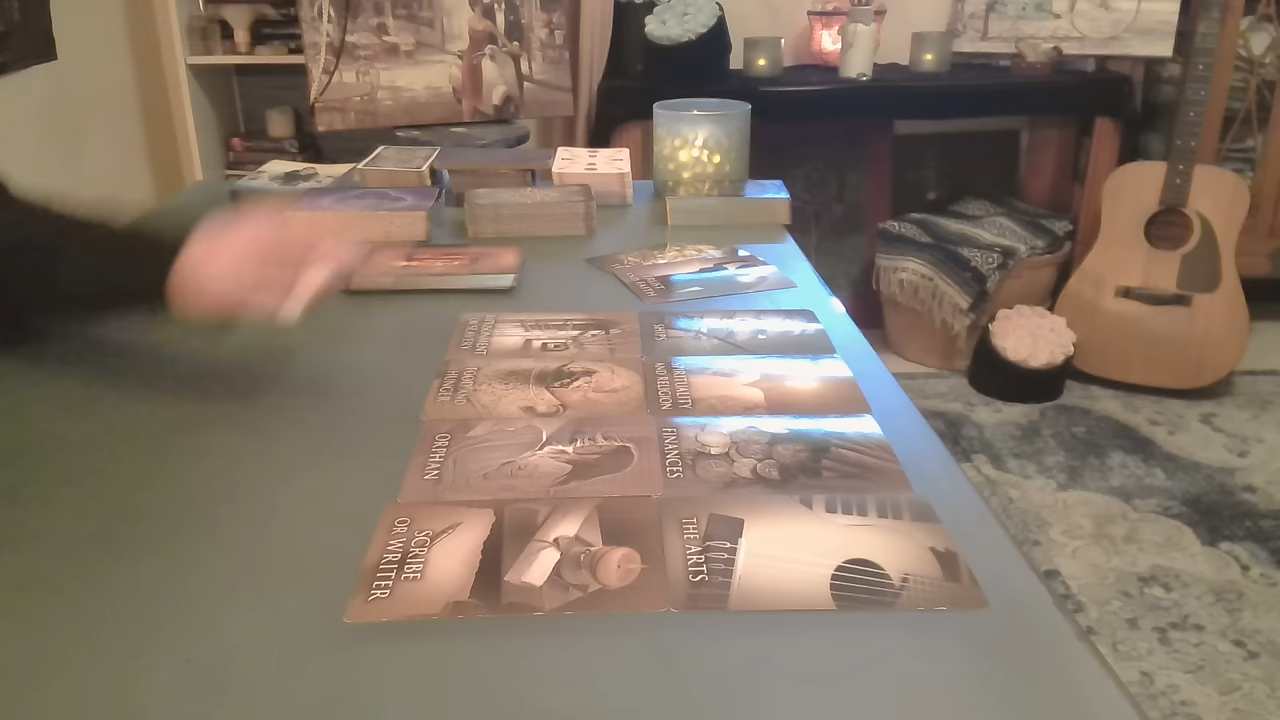 SHIPS
FOOD AND
HUNGER
SPIRITUALITY
AND RELIGION
ORPHAN
FINANCES
SCRIBE
OR WRITER
THE ARTS